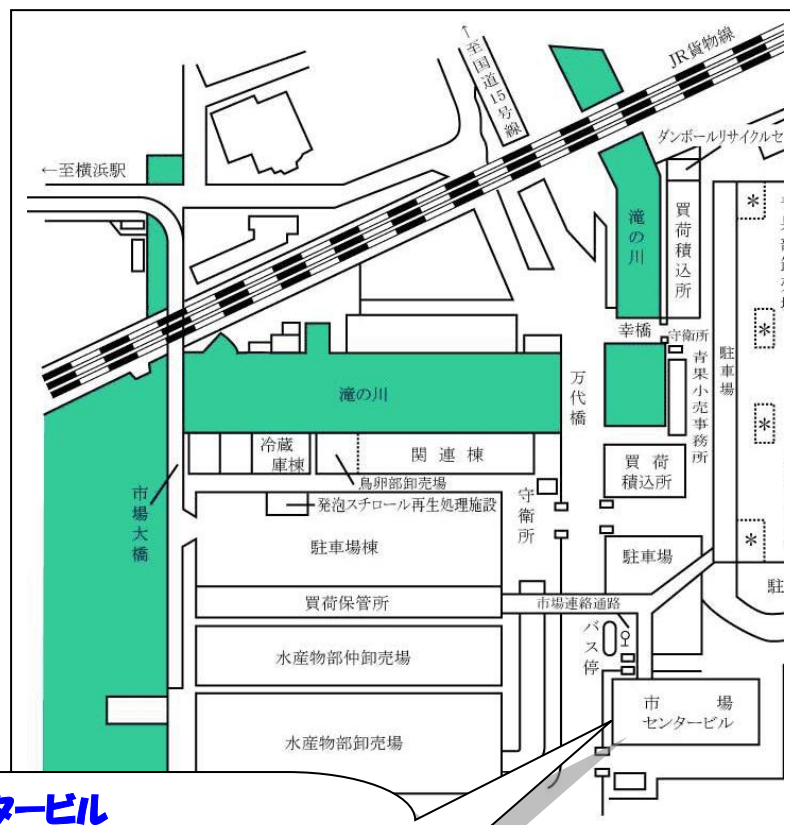 JR貨物線
↑至国道15号線
ダンボールリサイクルセ
←至横浜駅
滝の川
買荷積込所
幸橋
守衛所
駐車場
青果小売事務所
万代橋
滝の川
冷蔵
庫棟
関連棟
鳥卵部卸売場
買荷
積込所
市場大橋
発泡スチロール再生処理施設
守衛所
駐車場棟
駐車場
駐
買荷保管所
市場連絡通路
バス停
水産物部仲卸売場
市場
センタービル
水産物部卸売場
タービル